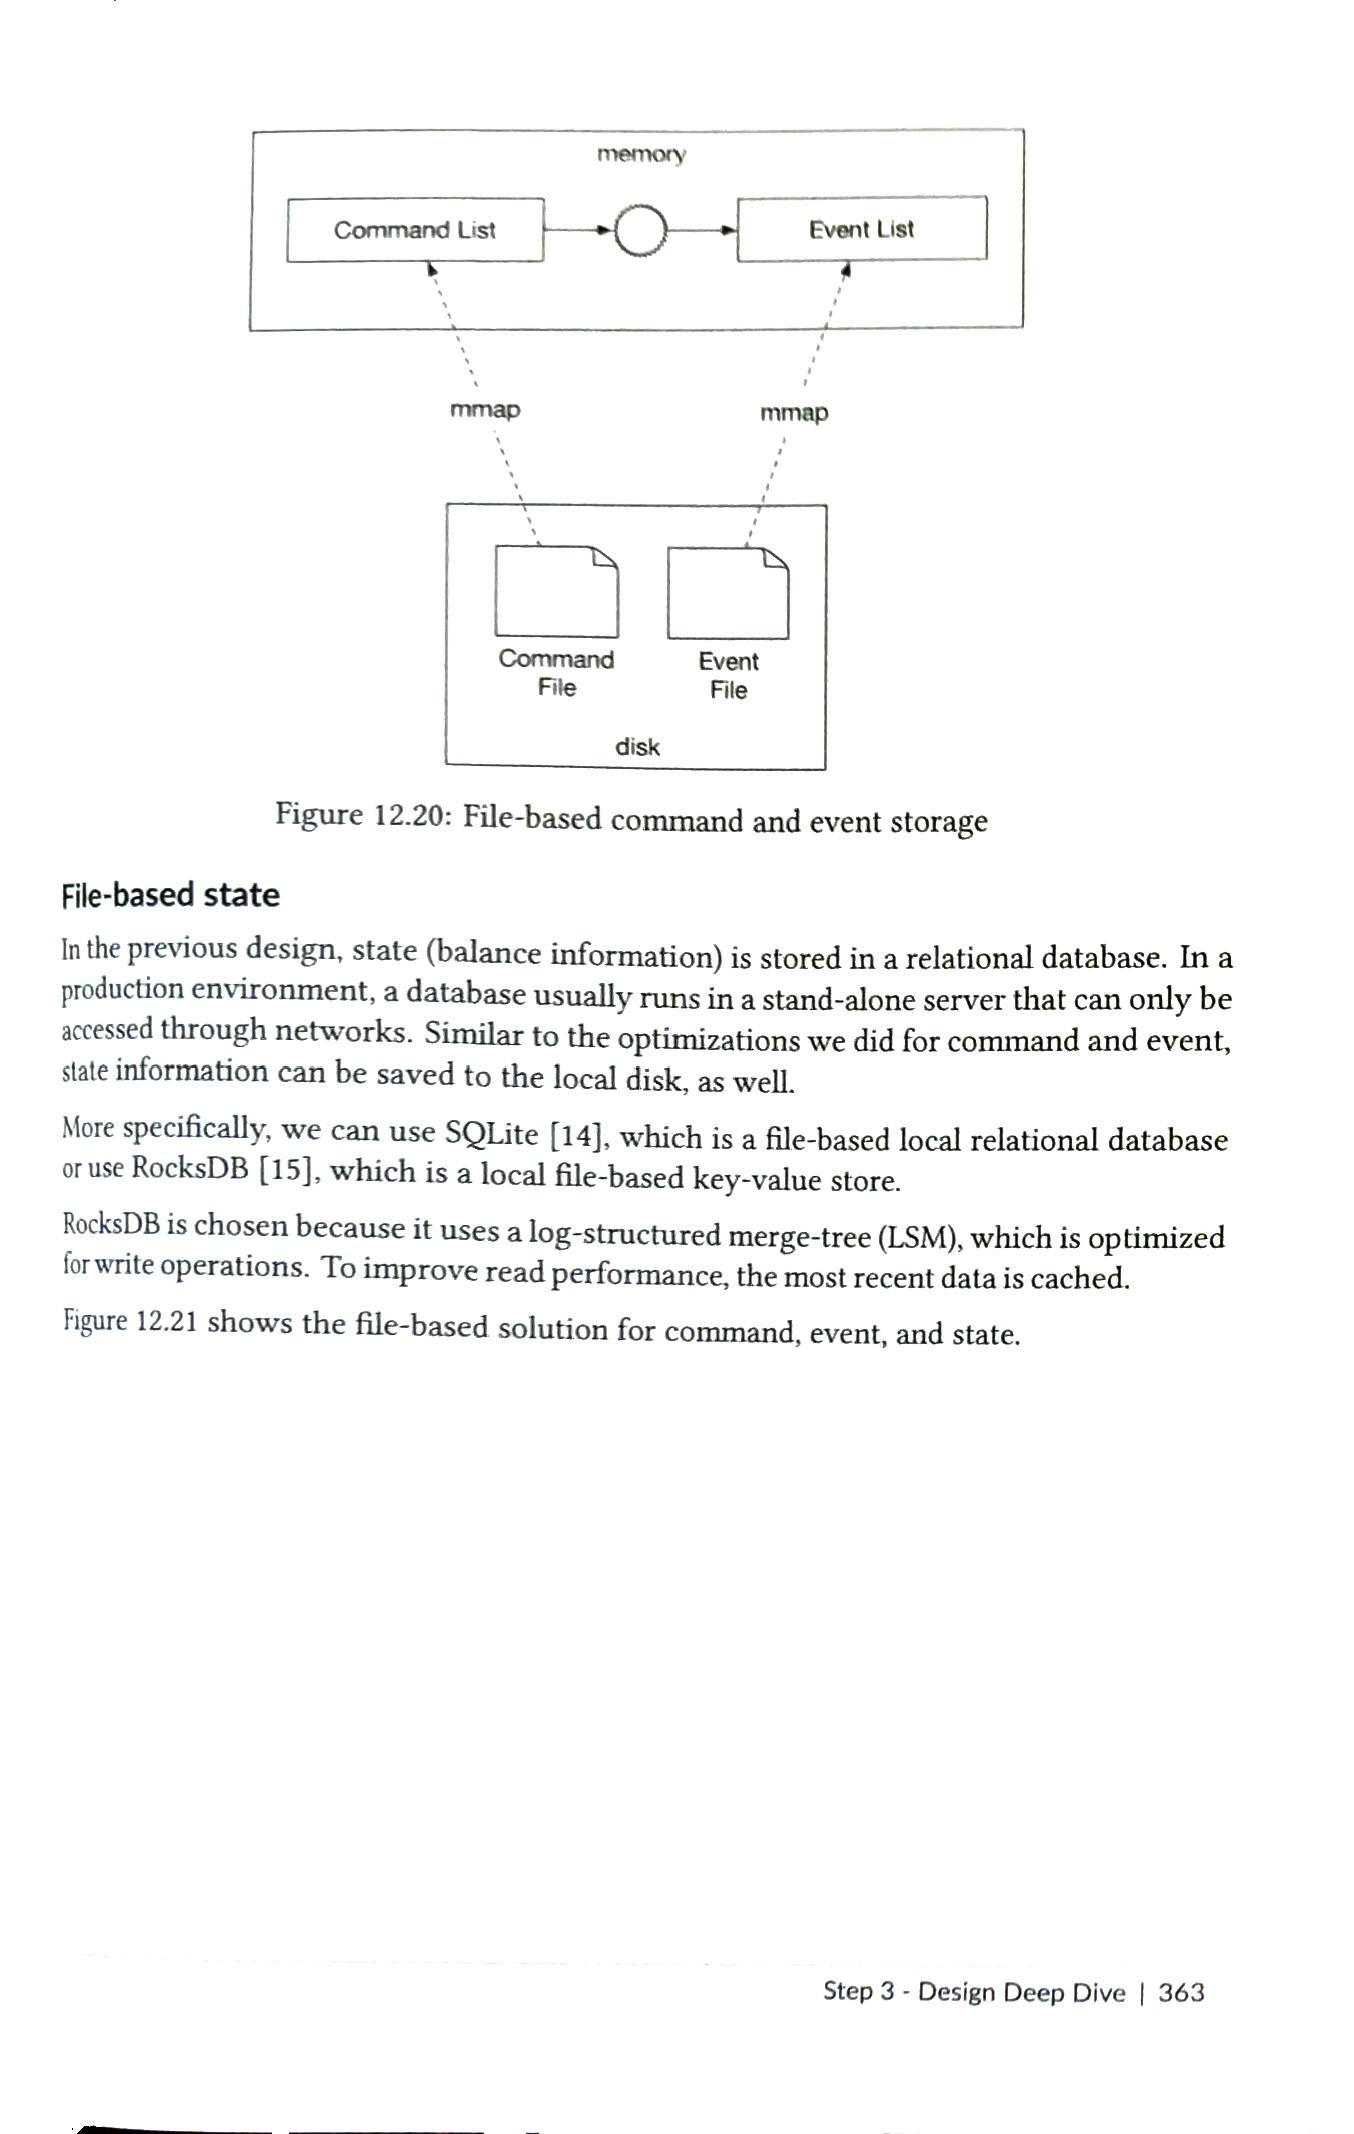 memory
Command List
Event List
mmap
mmap
Command
File
Event
File
disk
Figure 12.20: File-based command and event storage
File-based state
In the previous design, state (balance information) is stored in a relational database. In a
production environment, a database usually runs in a stand-alone server that can only be
accessed through networks. Similar to the optimizations we did for command and event,
state information can be saved to the local disk, as well.
More specifically, we can use SQLite [14], which is a file-based local relational database
or use RocksDB [15], which is a local file-based key-value store.
RocksDB is chosen because it uses a log-structured merge-tree (LSM), which is optimized
for write operations. To improve read performance, the most recent data is cached.
Figure 12.21 shows the file-based solution for command, event, and state.
Step 3 - Design Deep Dive | 363